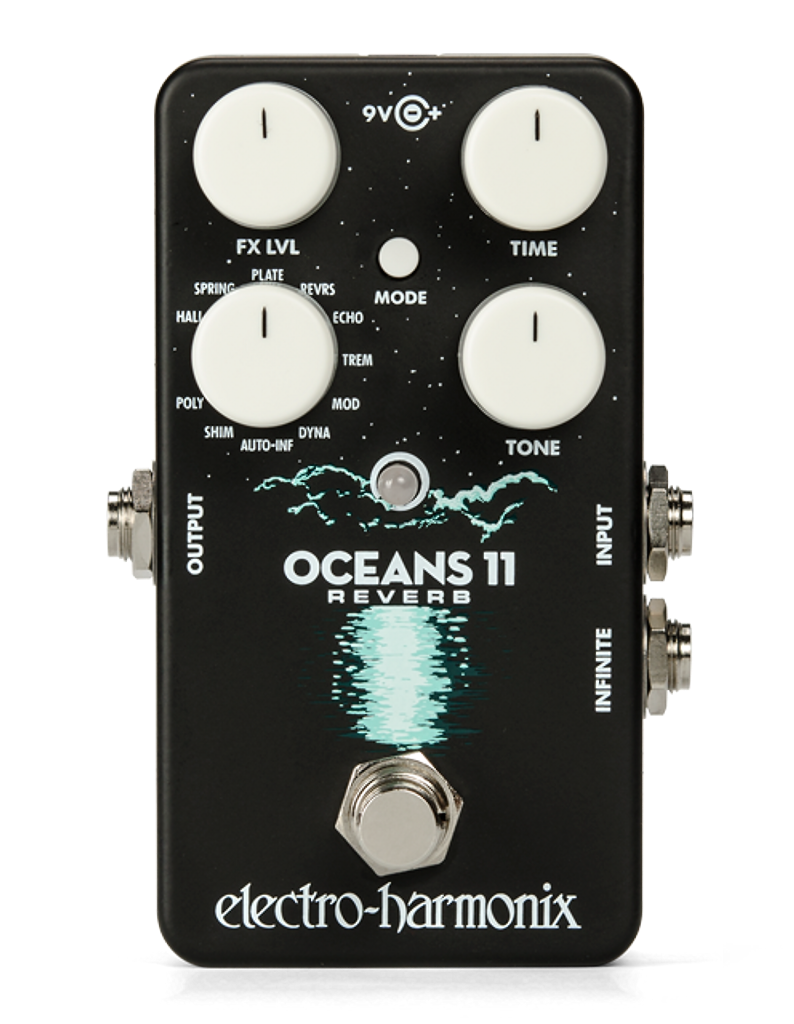 9V - +
FX LVL
TIME
MODE
PLATE
SPRING
REVRS
HALL
ECHO
TREM
POLY
MOD
SHIM
DYNA
AUTO-INF
TONE
OUTPUT
INPUT
OCEANS 11
REVERB
INFINITE
electro-harmonix